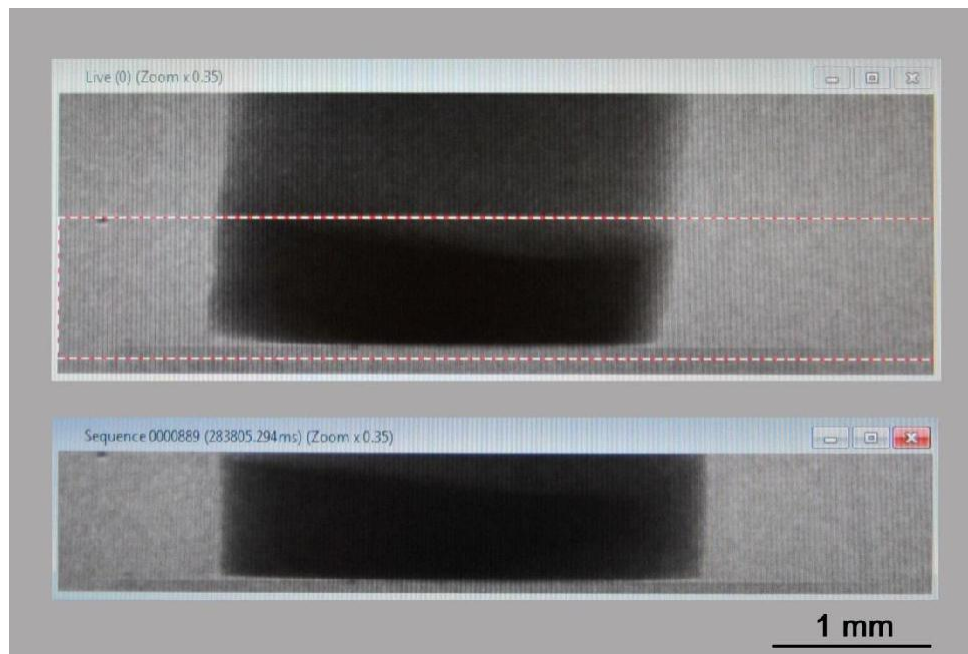 Live (0) (Zoom x 0.35)
Sequence 0000889 (283805.294ms) (Zoom x 0.35)
1 mm